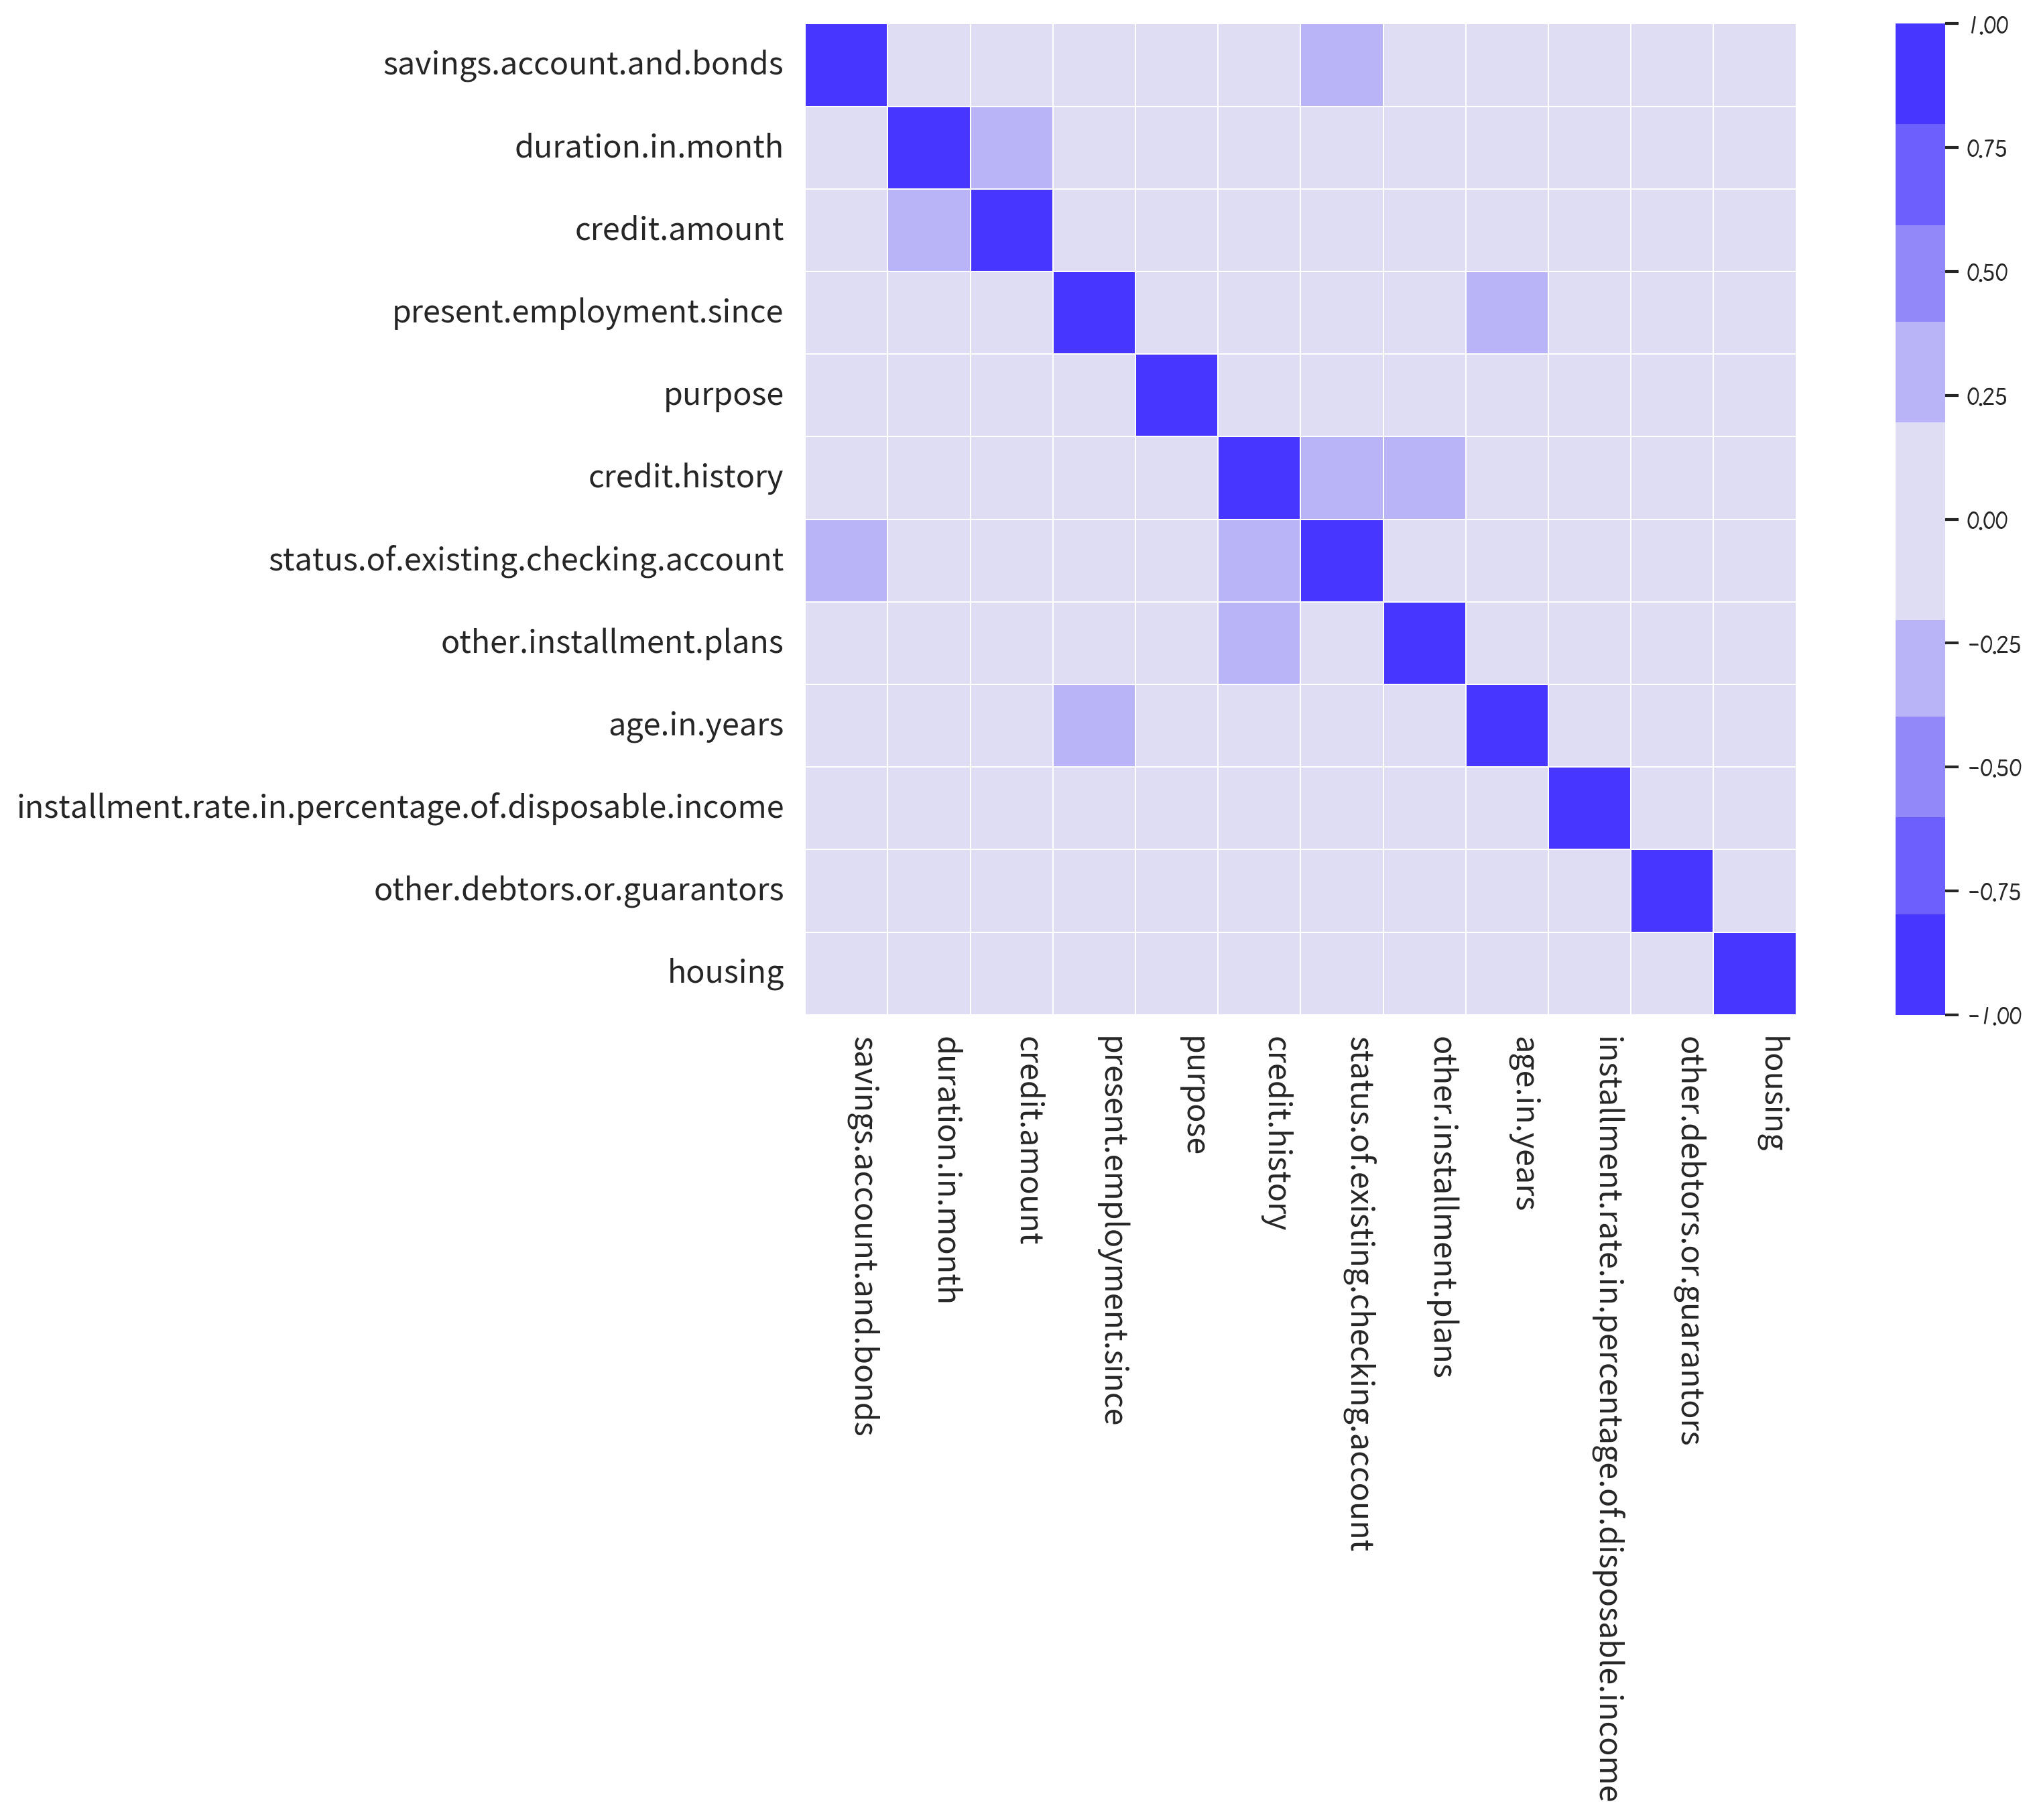 savings.account.and.bonds
duration.in.month
credit.amount
present.employment.since
purpose
credit.history
status.of.existing.checking.account
other.installment.plans
age.in.years
installment.rate.in.percentage.of.disposable.income
other.debtors.or.guarantors
housing
savings.account.and.bonds
duration.in.month
credit.amount
present.employment.since
purpose
credit.history
status.of.existing.checking.account
other.installment.plans
age.in.years
installment.rate.in.percentage.of.disposable.income
other.debtors.or.guarantors
housing
1.00
0.75
0.50
0.25
0.00
-0.25
-0.50
-0.75
-1.00